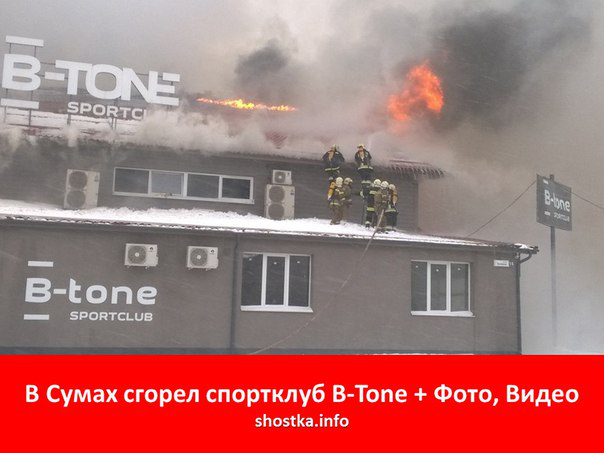 B-TONE
SPORTCLUB
B-tone
SPORTCLUB
B-tone
SPORTCLUB
В Сумах сгорел спортклуб B-Tone + Фото, Видео
shostka.info